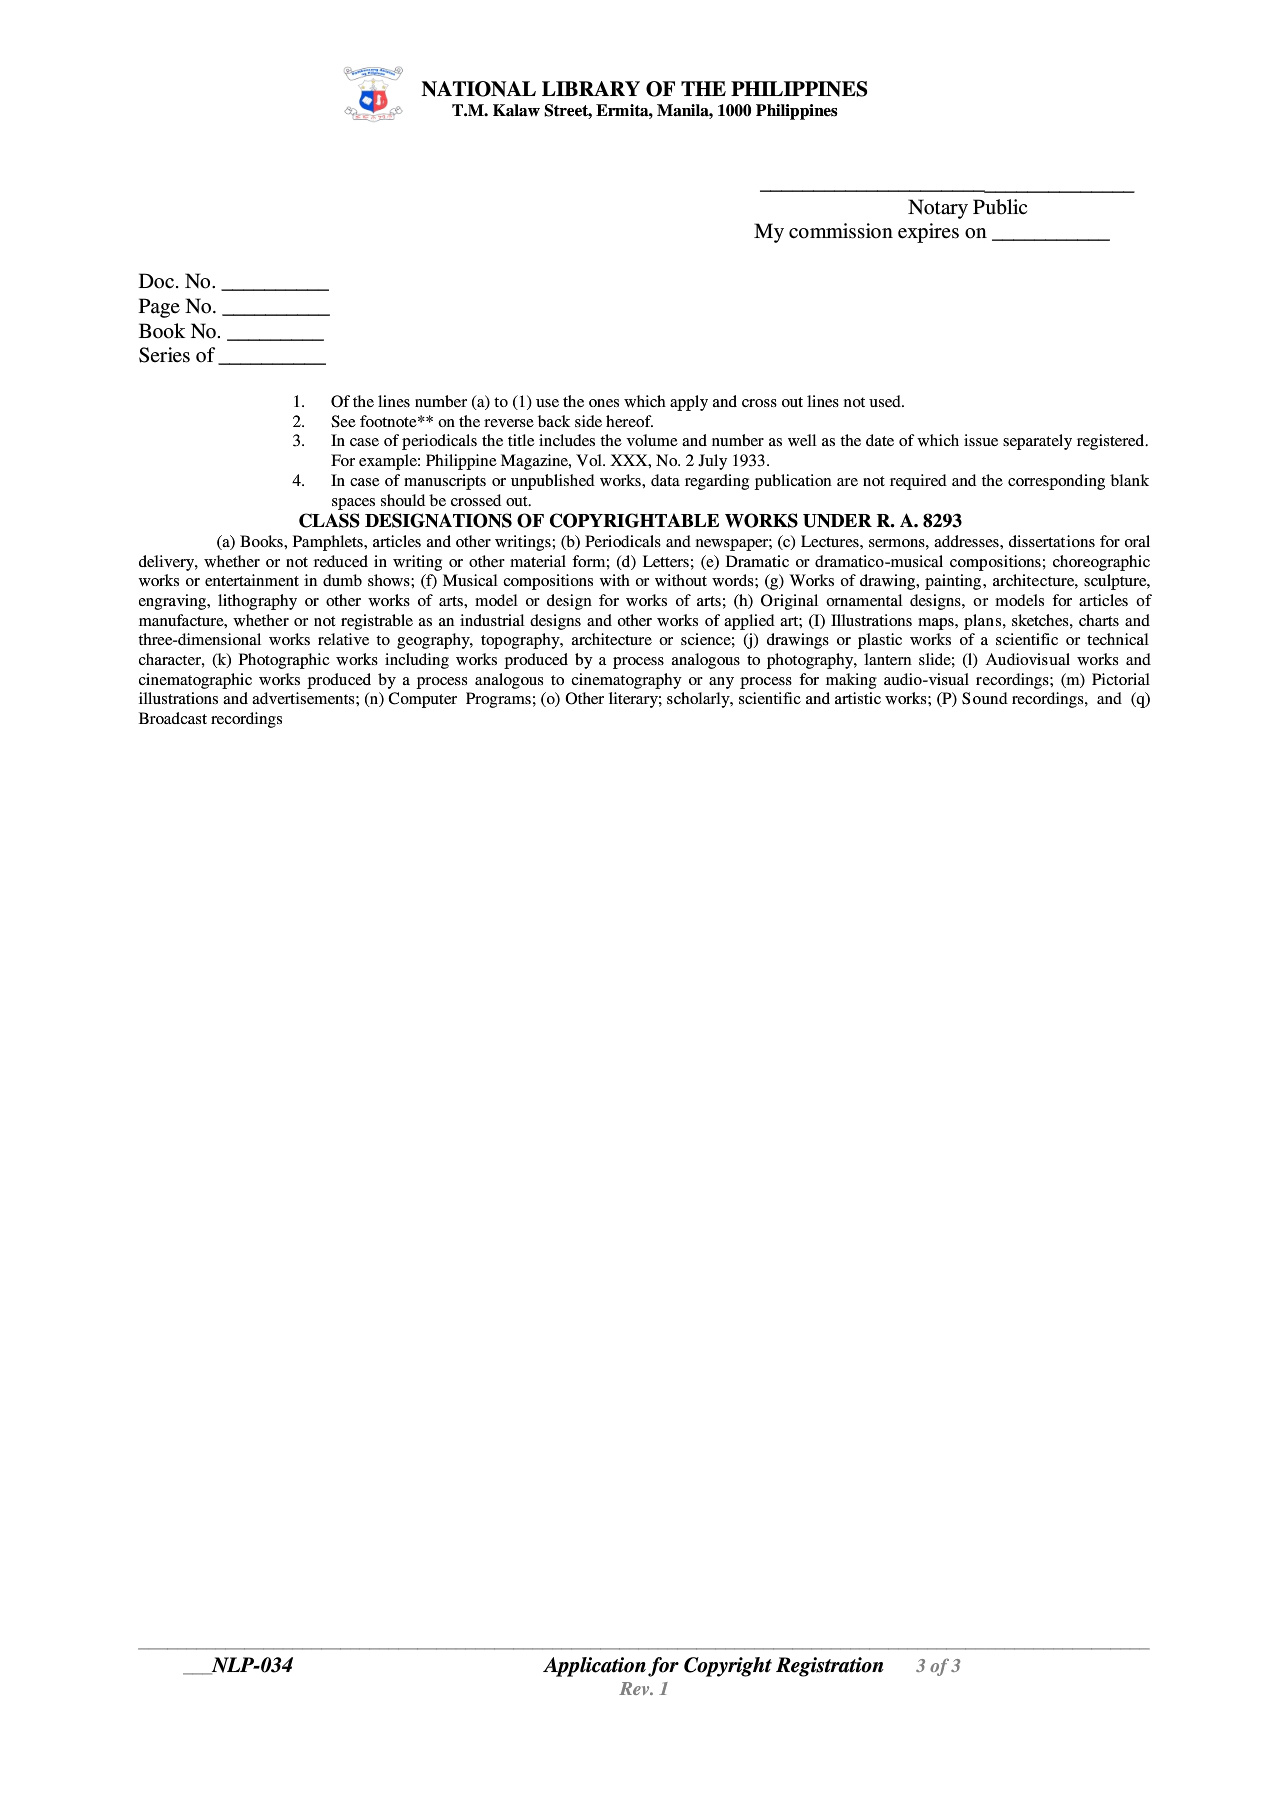 NATIONAL LIBRARY OF THE PHILIPPINES
T.M. Kalaw Street, Ermita, Manila, 1000 Philippines
___________________________________
Notary Public
My commission expires on ___________
Doc. No. __________
Page No. __________
Book No. _________
Series of __________
1. Of the lines number (a) to (1) use the ones which apply and cross out lines not used.
2. See footnote** on the reverse back side hereof.
3. In case of periodicals the title includes the volume and number as well as the date of which issue separately registered.
For example: Philippine Magazine, Vol. XXX, No. 2 July 1933.
4. In case of manuscripts or unpublished works, data regarding publication are not required and the corresponding blank
spaces should be crossed out.
CLASS DESIGNATIONS OF COPYRIGHTABLE WORKS UNDER R. A. 8293
(a) Books, Pamphlets, articles and other writings; (b) Periodicals and newspaper; (c) Lectures, sermons, addresses, dissertations for oral
delivery, whether or not reduced in writing or other material form; (d) Letters; (e) Dramatic or dramatico-musical compositions; choreographic
works or entertainment in dumb shows; (f) Musical compositions with or without words; (g) Works of drawing, painting, architecture, sculpture,
engraving, lithography or other works of arts, model or design for works of arts; (h) Original ornamental designs, or models for articles of
manufacture, whether or not registrable as an industrial designs and other works of applied art; (I) Illustrations maps, plans, sketches, charts and
three-dimensional works relative to geography, topography, architecture or science; (j) drawings or plastic works of a scientific or technical
character, (k) Photographic works including works produced by a process analogous to photography, lantern slide; (l) Audiovisual works and
cinematographic works produced by a process analogous to cinematography or any process for making audio-visual recordings; (m) Pictorial
illustrations and advertisements; (n) Computer Programs; (o) Other literary; scholarly, scientific and artistic works; (P) Sound recordings, and (q)
Broadcast recordings
___NLP-034 Application for Copyright Registration 3 of 3
Rev. 1